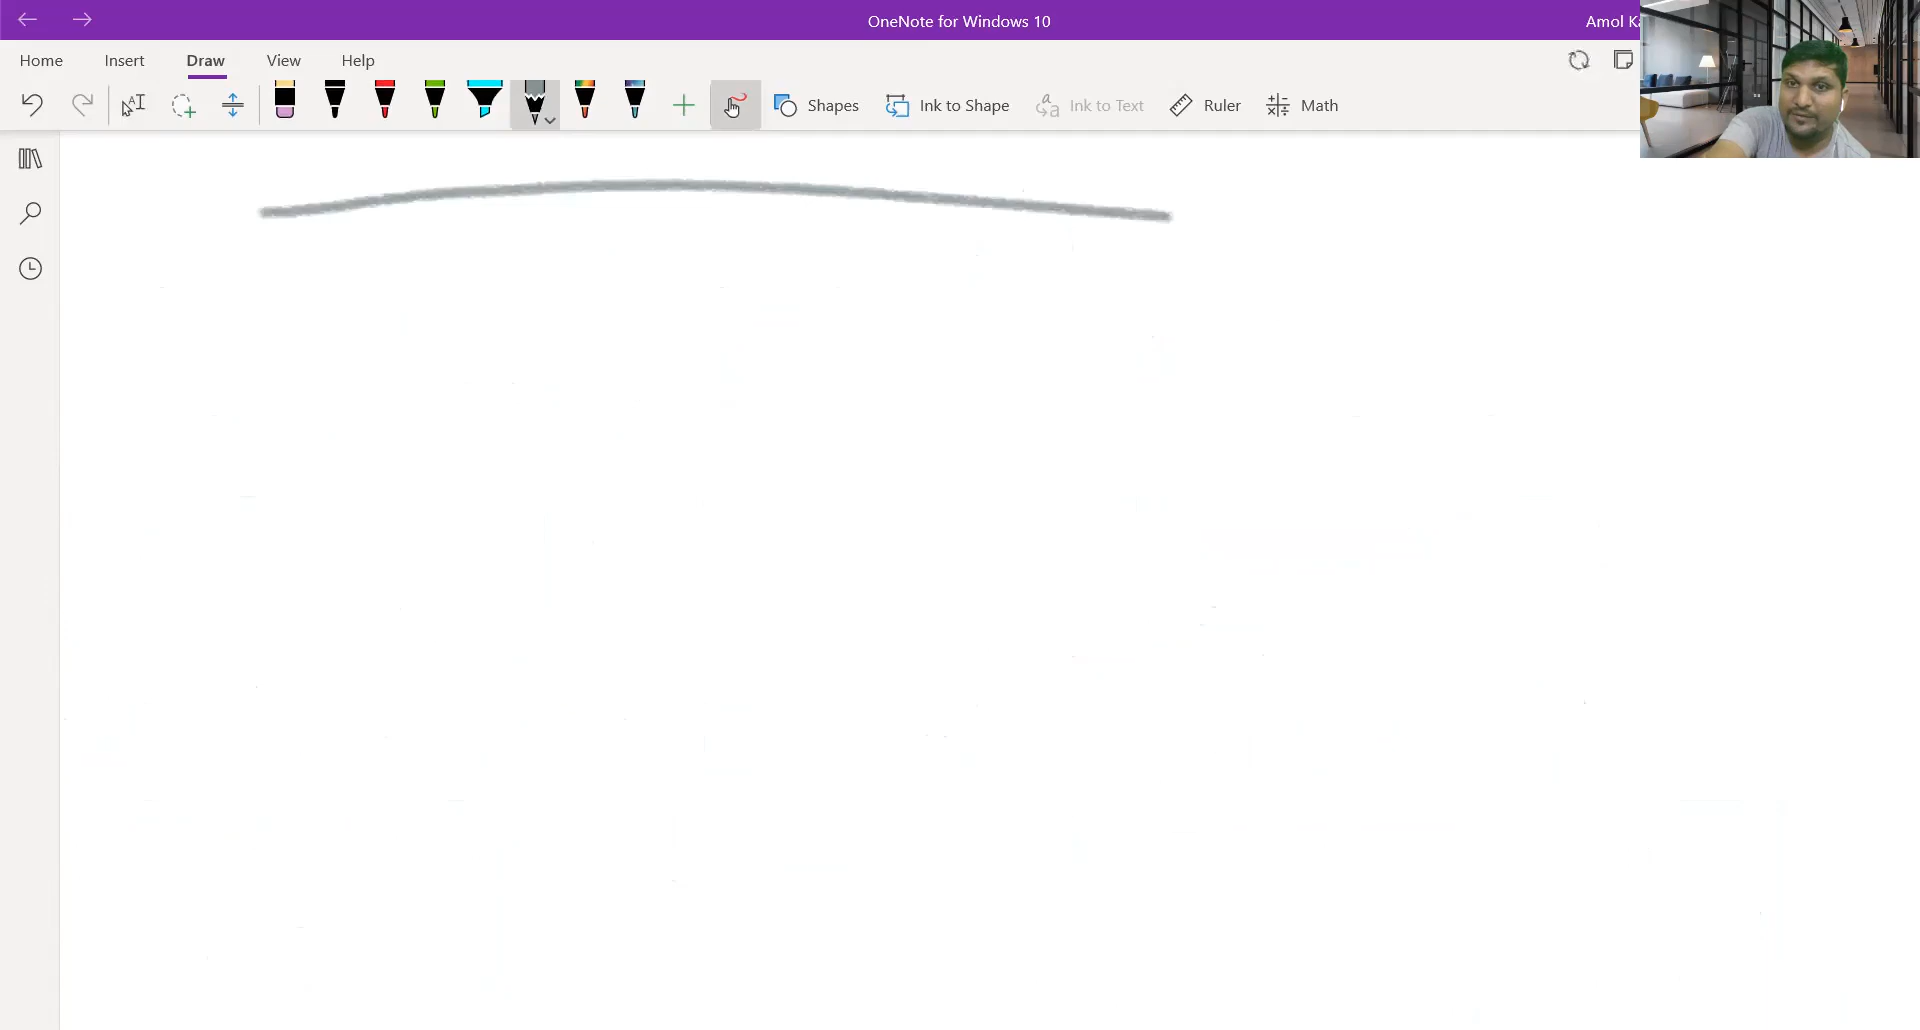 OneNote for Windows 10
Amol Ka
Home Insert Draw View Help
Shapes Ink to Shape Ink to Text Ruler Math